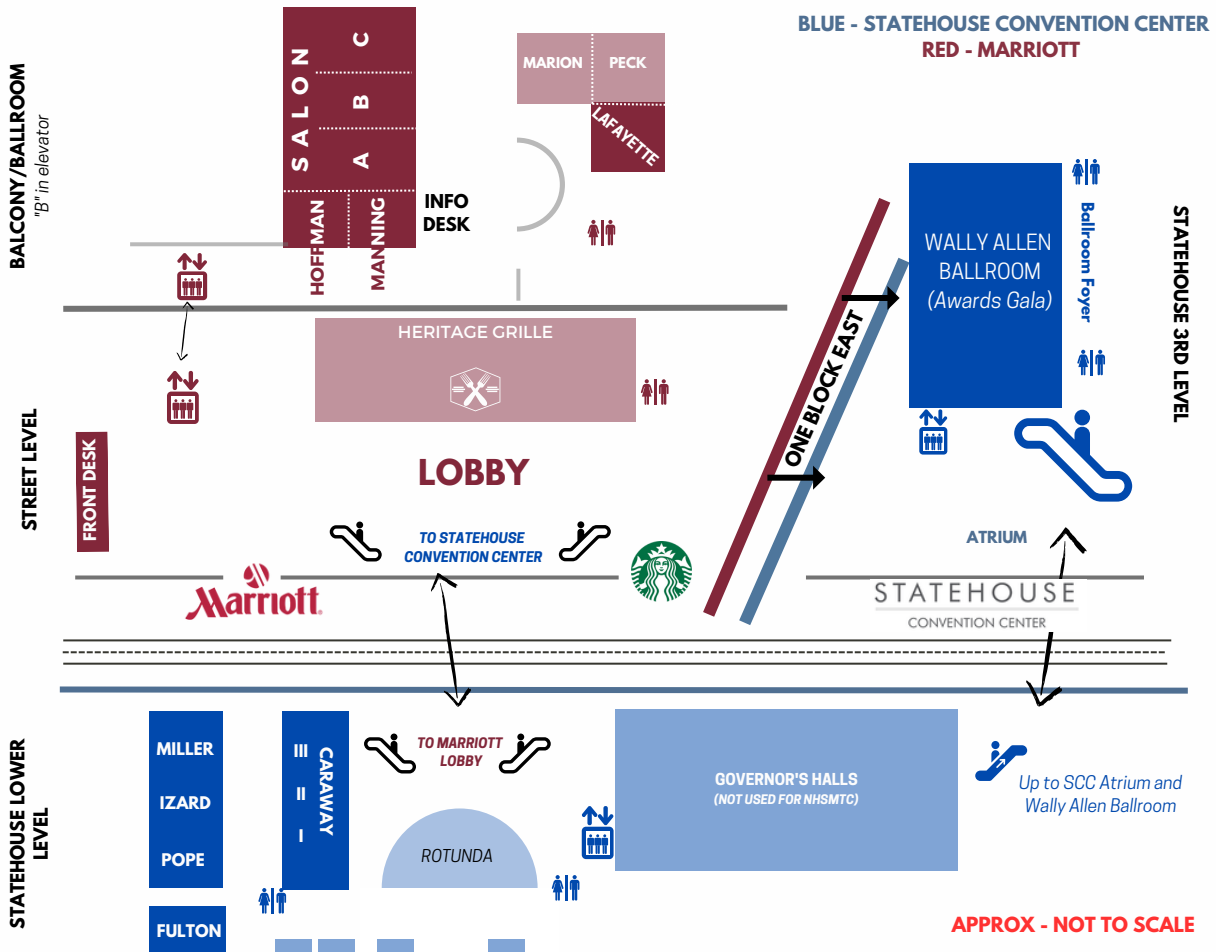 BLUE - STATEHOUSE CONVENTION CENTER
RED - MARRIOTT
BALCONY/BALLROOM
"B" in elevator
SALON
C
B
A
HOFFMAN
MANNING
INFO
DESK
MARION
PECK
LAFAYETTE
WALLY ALLEN
BALLROOM
(Awards Gala)
Ballroom Foyer
STATEHOUSE 3RD LEVEL
HERITAGE GRILLE
ONE BLOCK EAST
STREET LEVEL
FRONT DESK
LOBBY
TO STATEHOUSE
CONVENTION CENTER
ATRIUM
Marriott
STATEHOUSE
CONVENTION CENTER
STATEHOUSE LOWER
LEVEL
MILLER
IZARD
POPE
FULTON
CARAWAY
III
II
I
TO MARRIOTT
LOBBY
ROTUNDA
GOVERNOR'S HALLS
(NOT USED FOR NHSMTC)
Up to SCC Atrium and
Wally Allen Ballroom
APPROX - NOT TO SCALE